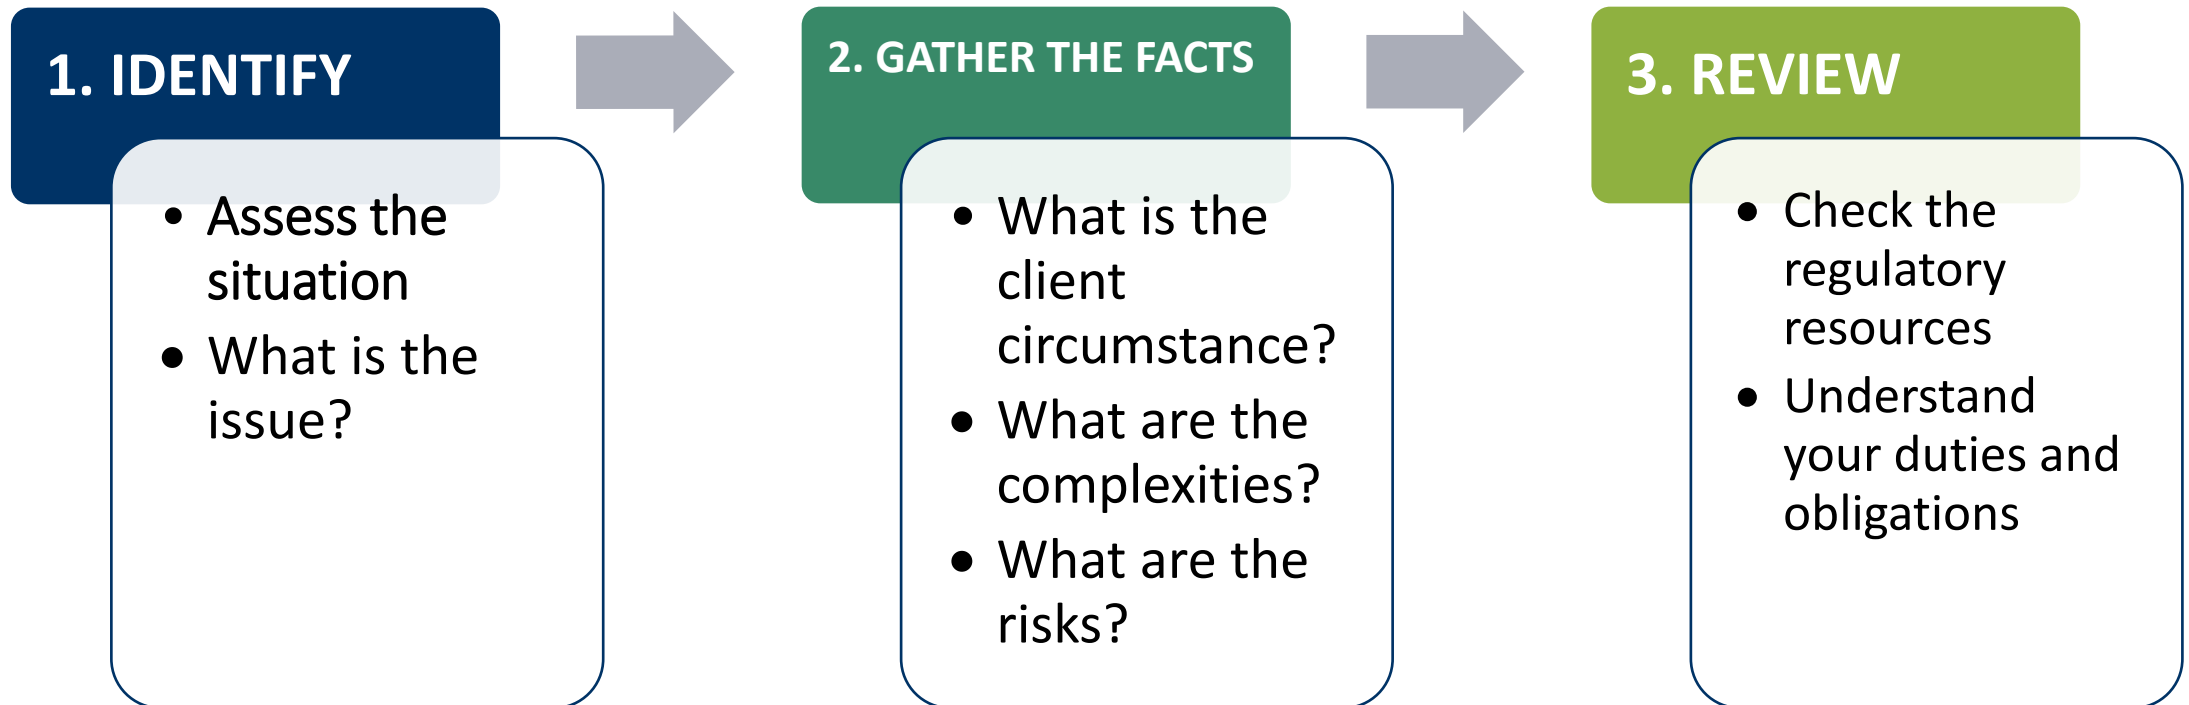 1. IDENTIFY
• Assess the
situation
• What is the
issue?
2. GATHER THE FACTS
• What is the
client
circumstance?
• What are the
complexities?
• What are the
risks?
3. REVIEW
• Check the
regulatory
resources
• Understand
your duties and
obligations